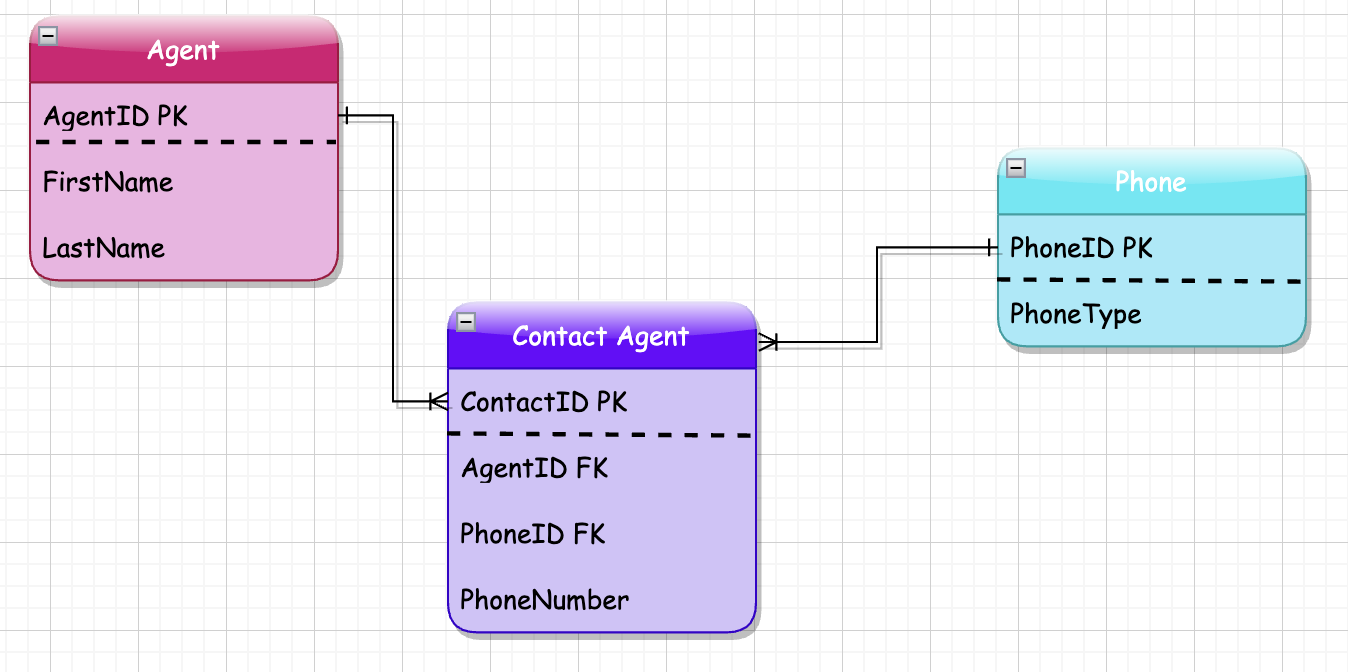 Agent
AgentID PK
FirstName
LastName
Phone
PhoneID PK
PhoneType
Contact Agent
ContactID PK
AgentID FK
PhoneID FK
PhoneNumber